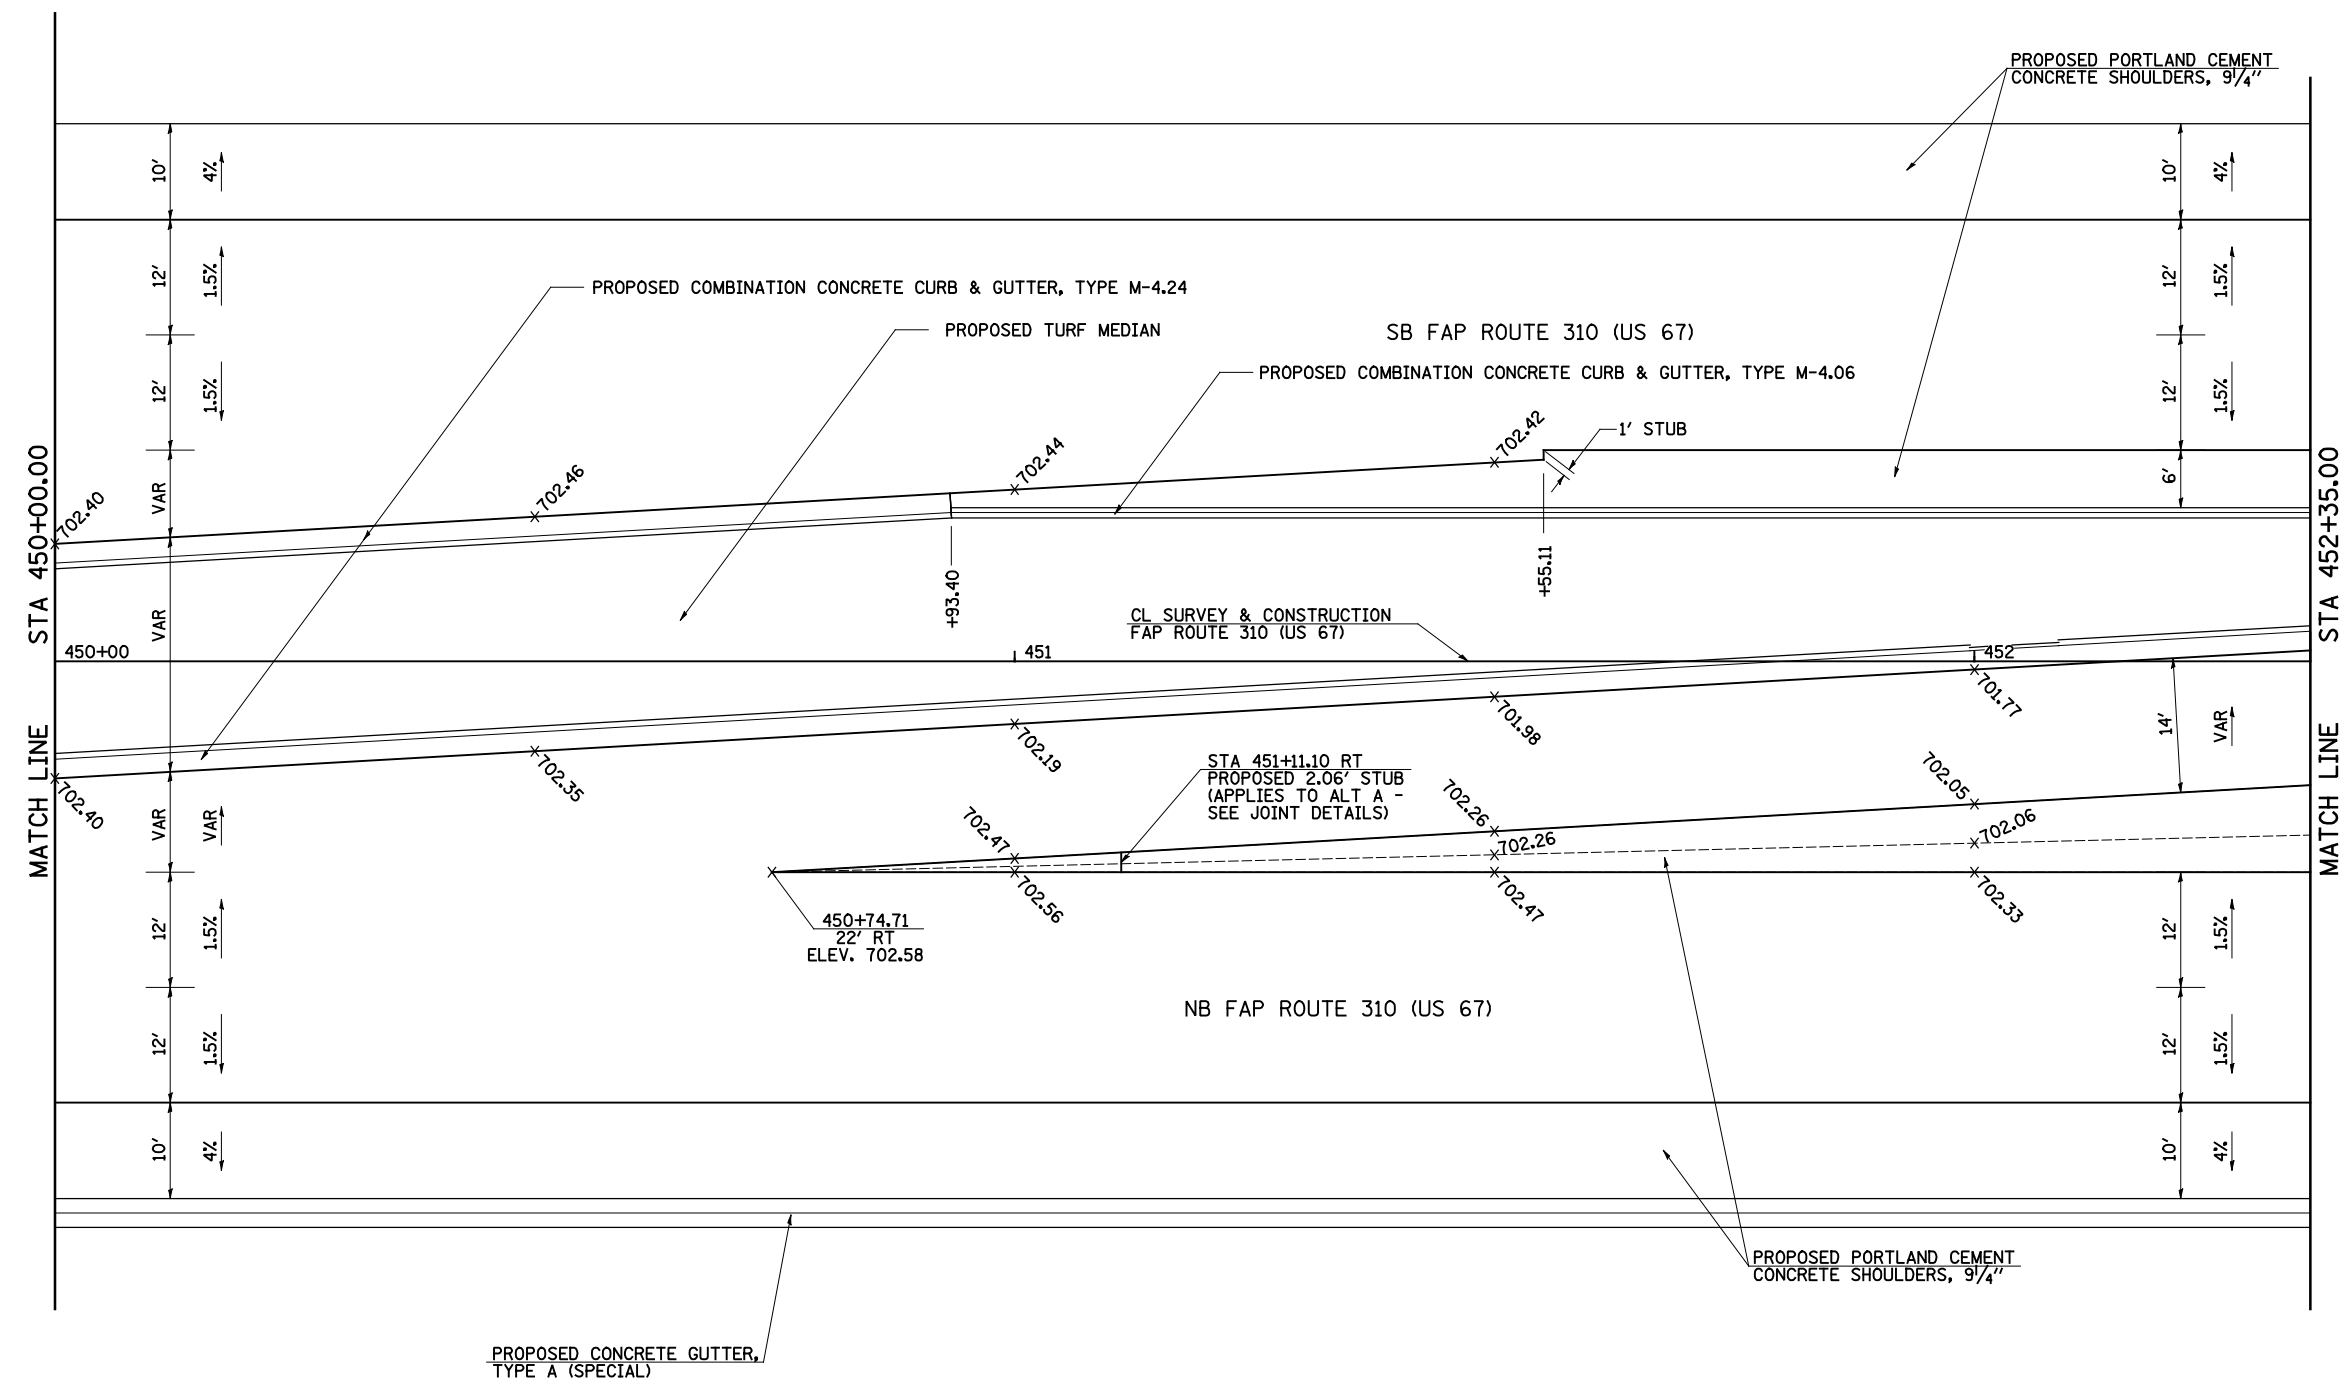 PROPOSED PORTLAND CEMENT
CONCRETE SHOULDERS, 9 1/4"
10'
4%
10'
4%
12'
1.5%
12'
1.5%
PROPOSED COMBINATION CONCRETE CURB & GUTTER, TYPE M-4.24
PROPOSED TURF MEDIAN
SB FAP ROUTE 310 (US 67)
PROPOSED COMBINATION CONCRETE CURB & GUTTER, TYPE M-4.06
12'
1.5%
12'
1.5%
1' STUB
VAR
702.40
702.46
702.44
702.42
6'
MATCH LINE STA 450+00.00
MATCH LINE STA 452+35.00
+93.40
+55.11
VAR
CL SURVEY & CONSTRUCTION
FAP ROUTE 310 (US 67)
450+00
451
452
702.40
702.35
702.19
701.98
701.77
14'
VAR
VAR
VAR
STA 451+11.10 RT
PROPOSED 2.06' STUB
(APPLIES TO ALT A -
SEE JOINT DETAILS)
702.47
702.26
702.05
702.26
702.06
702.56
702.47
702.33
450+74.71
22' RT
ELEV. 702.58
12'
1.5%
12'
1.5%
NB FAP ROUTE 310 (US 67)
12'
1.5%
12'
1.5%
10'
4%
10'
4%
PROPOSED PORTLAND CEMENT
CONCRETE SHOULDERS, 9 1/4"
PROPOSED CONCRETE GUTTER,
TYPE A (SPECIAL)